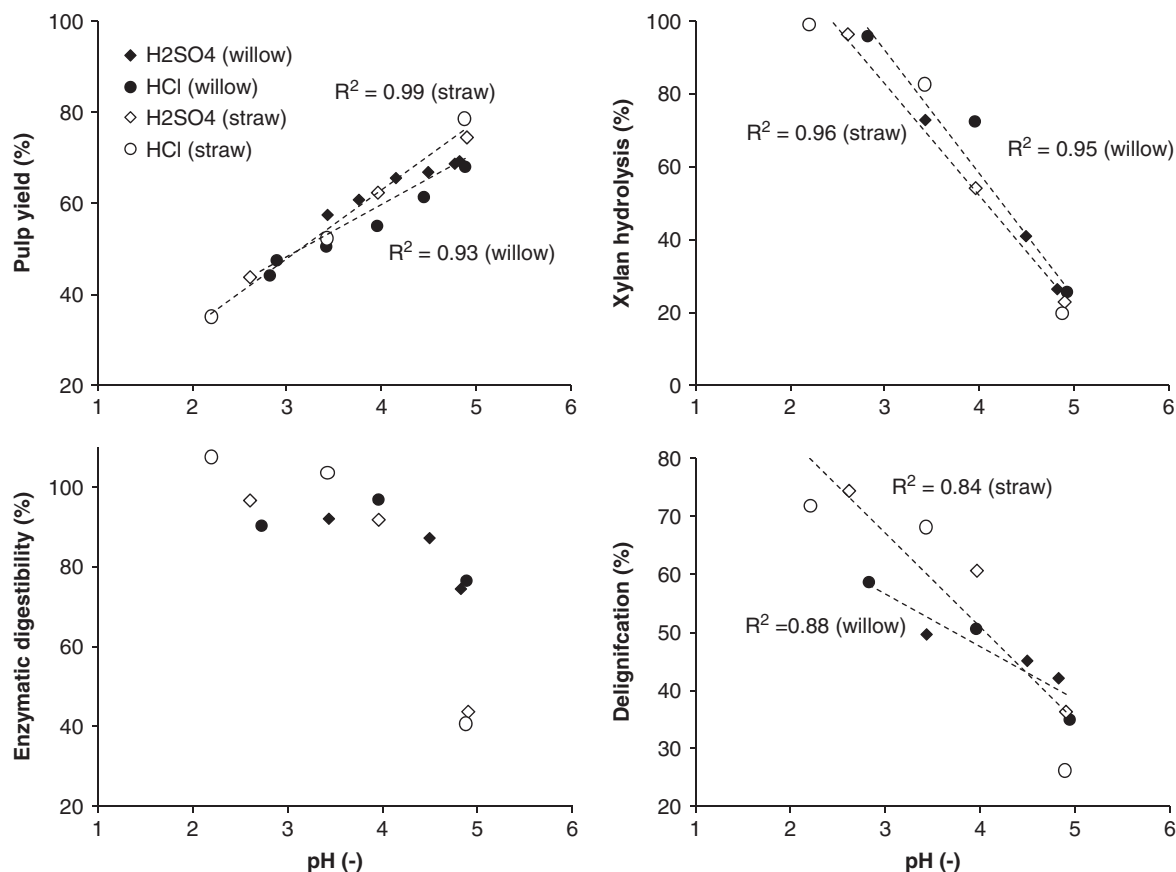 100
80
60
40
20
Pulp yield (%)
H2SO4 (willow)
HCl (willow)
H2SO4 (straw)
HCl (straw)
R2 = 0.99 (straw)
R2 = 0.93 (willow)
1 2 3 4 5 6
100
80
60
40
20
0
Xylan hydrolysis (%)
R2 = 0.96 (straw)
R2 = 0.95 (willow)
1 2 3 4 5 6
100
80
60
40
20
Enzymatic digestibility (%)
1 2 3 4 5 6
pH (-)
80
70
60
50
40
30
20
Delignifcation (%)
R2 = 0.84 (straw)
R2 =0.88 (willow)
1 2 3 4 5 6
pH (-)